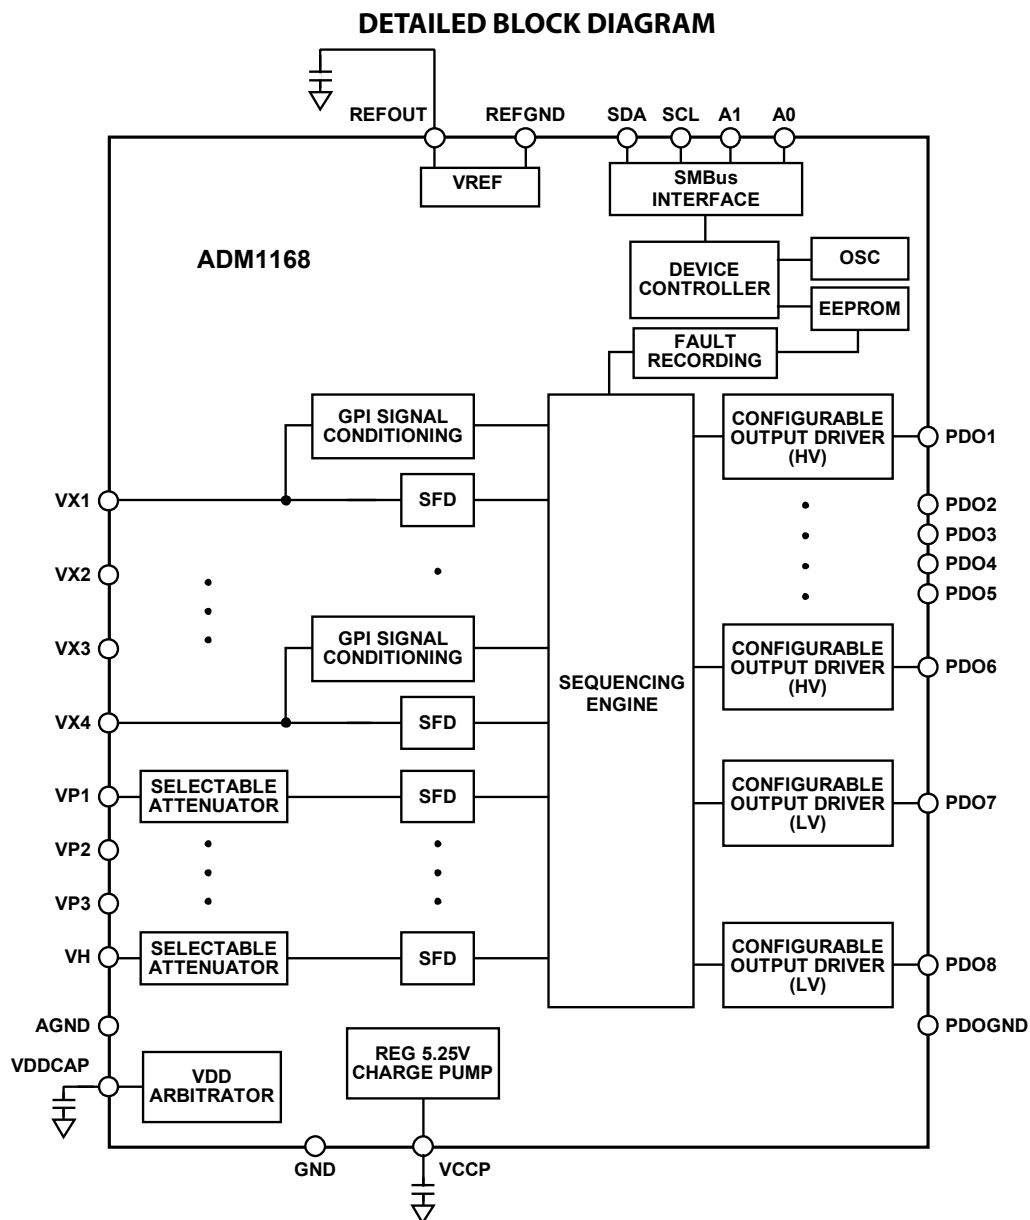 DETAILED BLOCK DIAGRAM
REFOUT
REFGND
SDA
SCL
A1
A0
VREF
SMBus
INTERFACE
ADM1168
DEVICE
CONTROLLER
OSC
EEPROM
FAULT
RECORDING
GPI SIGNAL
CONDITIONING
CONFIGURABLE
OUTPUT DRIVER
(HV)
PDO1
VX1
SFD
PDO2
PDO3
PDO4
PDO5
VX2
VX3
GPI SIGNAL
CONDITIONING
SEQUENCING
ENGINE
CONFIGURABLE
OUTPUT DRIVER
(HV)
PDO6
VX4
SFD
VP1
SELECTABLE
ATTENUATOR
SFD
CONFIGURABLE
OUTPUT DRIVER
(LV)
PDO7
VP2
VP3
VH
SELECTABLE
ATTENUATOR
SFD
CONFIGURABLE
OUTPUT DRIVER
(LV)
PDO8
AGND
PDOGND
VDDCAP
VDD
ARBITRATOR
REG 5.25V
CHARGE PUMP
GND
VCCP